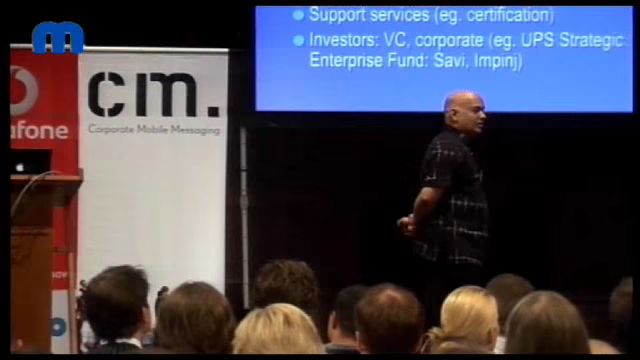 Support services (eg. certification)
Investors: VC, corporate (eg. UPS Strategic
Enterprise Fund: Savi, Impinj)
m
cm.
Corporate Mobile Messaging
afone